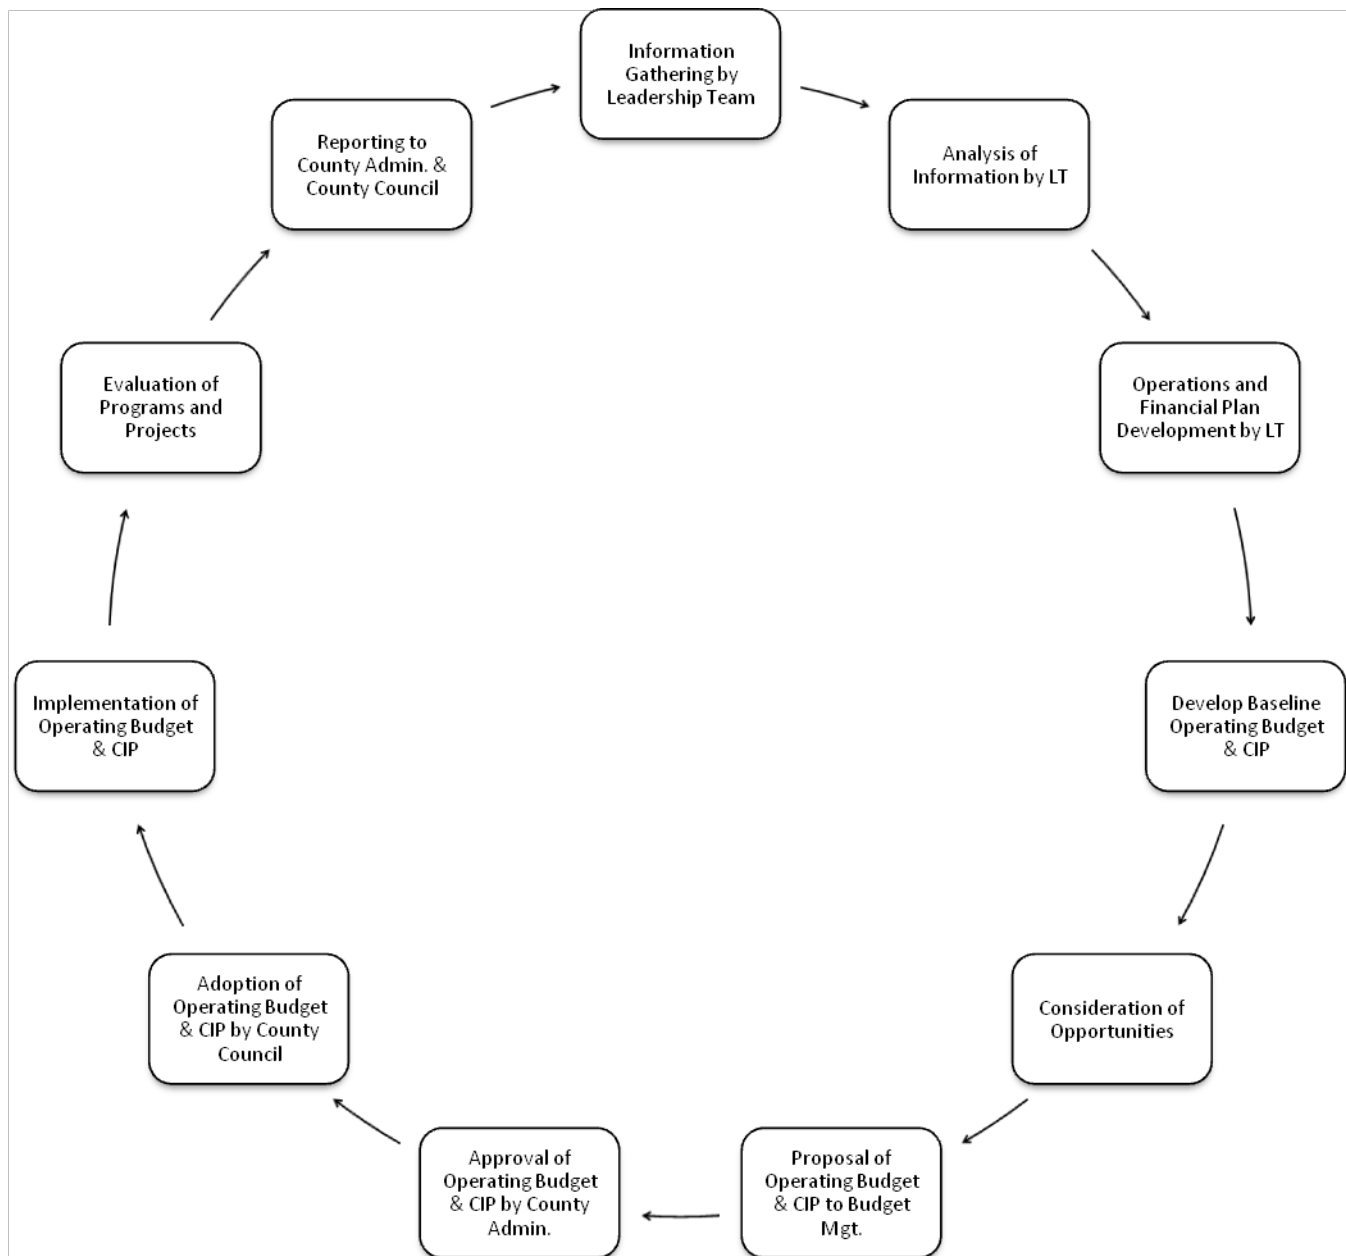 Information
Gathering by
Leadership Team
Analysis of
Information by LT
Operations and
Financial Plan
Development by LT
Develop Baseline
Operating Budget
& CIP
Consideration of
Opportunities
Proposal of
Operating Budget
& CIP to Budget
Mgt.
Approval of
Operating Budget
& CIP by County
Admin.
Adoption of
Operating Budget
& CIP by County
Council
Implementation of
Operating Budget
& CIP
Evaluation of
Programs and
Projects
Reporting to
County Admin. &
County Council